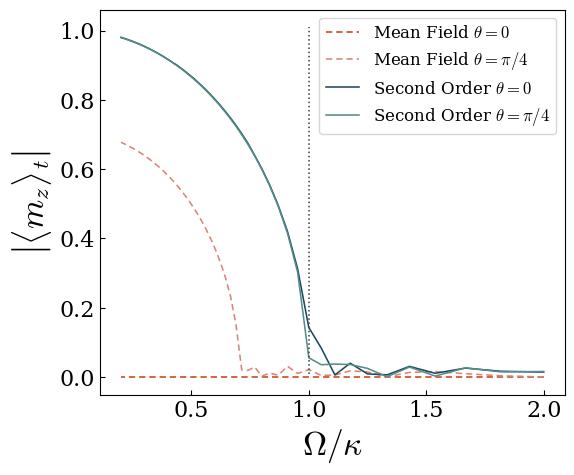 Mean Field θ = 0
Mean Field θ = π/4
Second Order θ = 0
Second Order θ = π/4
|⟨m_z⟩_t|
1.0
0.8
0.6
0.4
0.2
0.0
0.5 1.0 1.5 2.0
Ω/κ